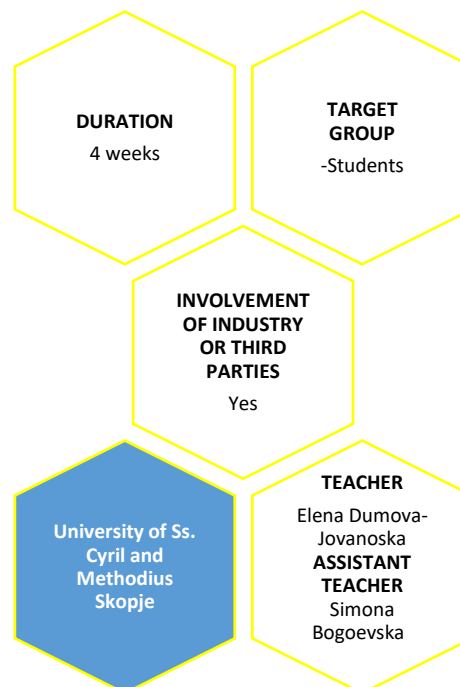 DURATION
4 weeks
TARGET
GROUP
-Students
INVOLVEMENT
OF INDUSTRY
OR THIRD
PARTIES
Yes
University of Ss.
Cyril and
Methodius
Skopje
TEACHER
Elena Dumova-
Jovanoska
ASSISTANT
TEACHER
Simona
Bogoevska